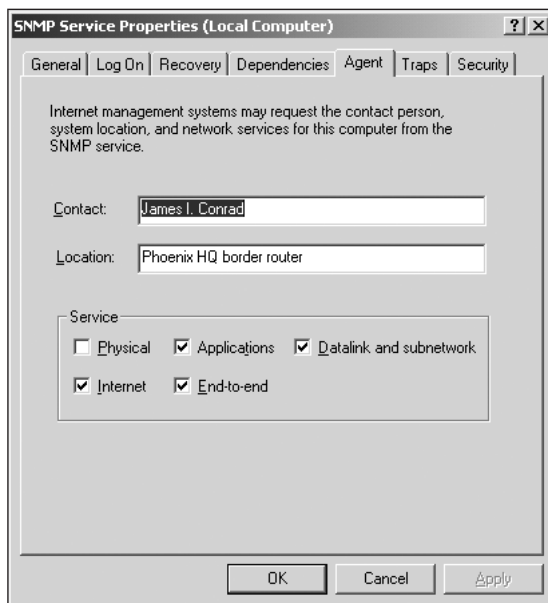 SNMP Service Properties (Local Computer)
General Log On Recovery Dependencies Agent Traps Security
Internet management systems may request the contact person,
system location, and network services for this computer from the
SNMP service.
Contact: James I. Conrad
Location: Phoenix HQ border router
Service
Physical Applications Datalink and subnetwork
Internet End-to-end
OK Cancel Apply